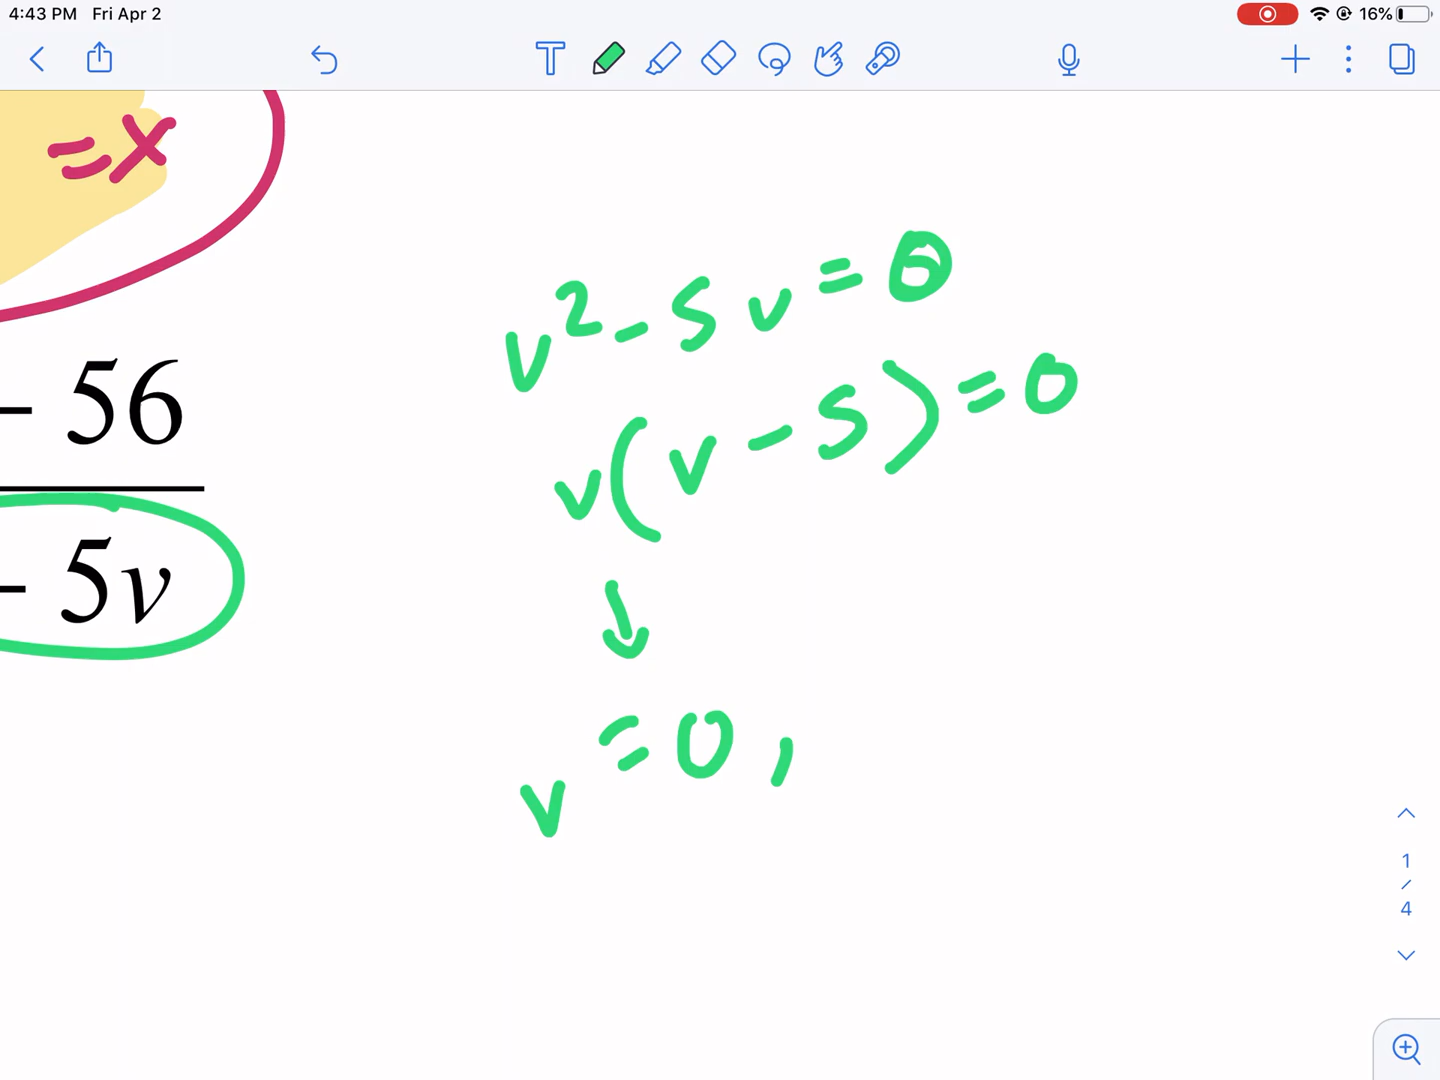 4:43 PM Fri Apr 2
16%
= x
v² - 5v = 0
v(v - 5) = 0
- 56
- 5v
v = 0 ,
1
/
4